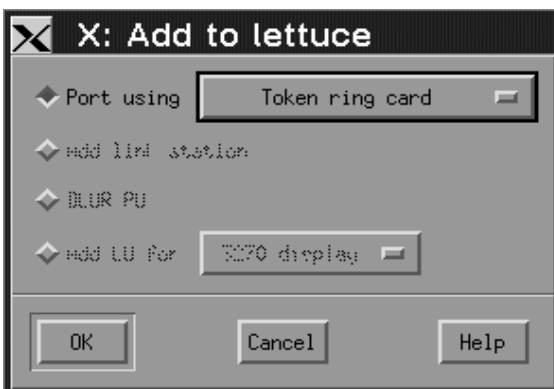 X: Add to lettuce
Port using Token ring card
Add link station
DLUR PU
Add LU for 3270 display
OK Cancel Help